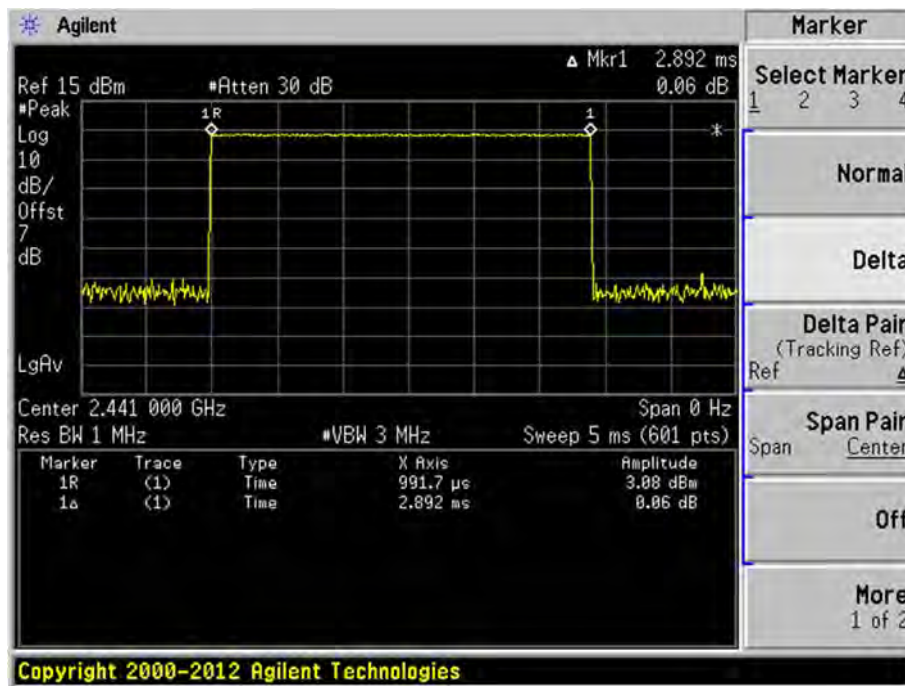 Agilent
Marker
Δ Mkr1 2.892 ms
Ref 15 dBm #Atten 30 dB 0.06 dB
Select Marker
1 2 3 4
#Peak
Log
10
dB/
Offst
7
dB
1R
1
*
Normal
Delta
Delta Pair
(Tracking Ref)
Ref Δ
LgAv
Center 2.441 000 GHz Span 0 Hz
Res BW 1 MHz #VBW 3 MHz Sweep 5 ms (601 pts)
Span Pair
Span Center
Marker Trace Type X Axis Amplitude
1R (1) Time 991.7 µs 3.08 dBm
1Δ (1) Time 2.892 ms 0.06 dB
Off
More
1 of 2
Copyright 2000-2012 Agilent Technologies